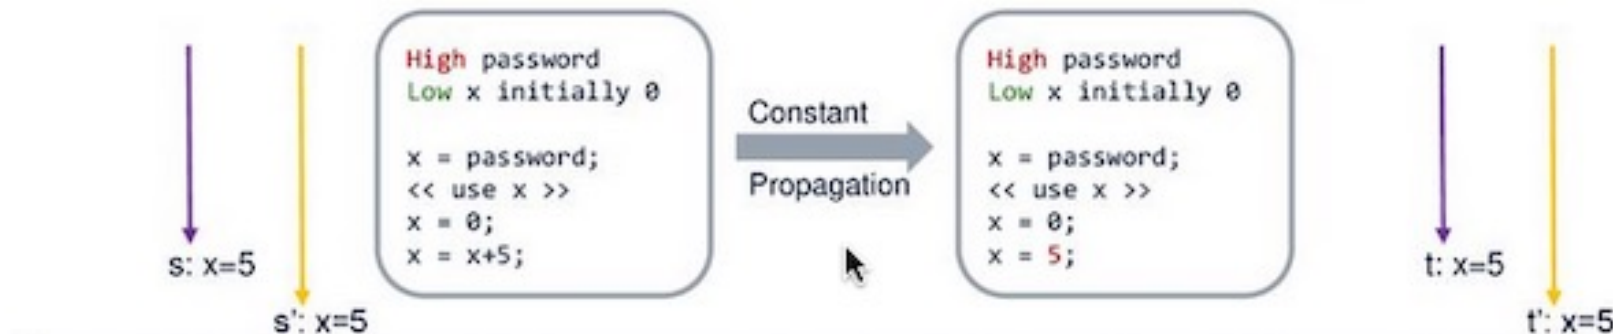 High password
Low x initially 0
x = password;
<< use x >>
x = 0;
x = x+5;
s: x=5
s': x=5
Constant
Propagation
High password
Low x initially 0
x = password;
<< use x >>
x = 0;
x = 5;
t: x=5
t': x=5